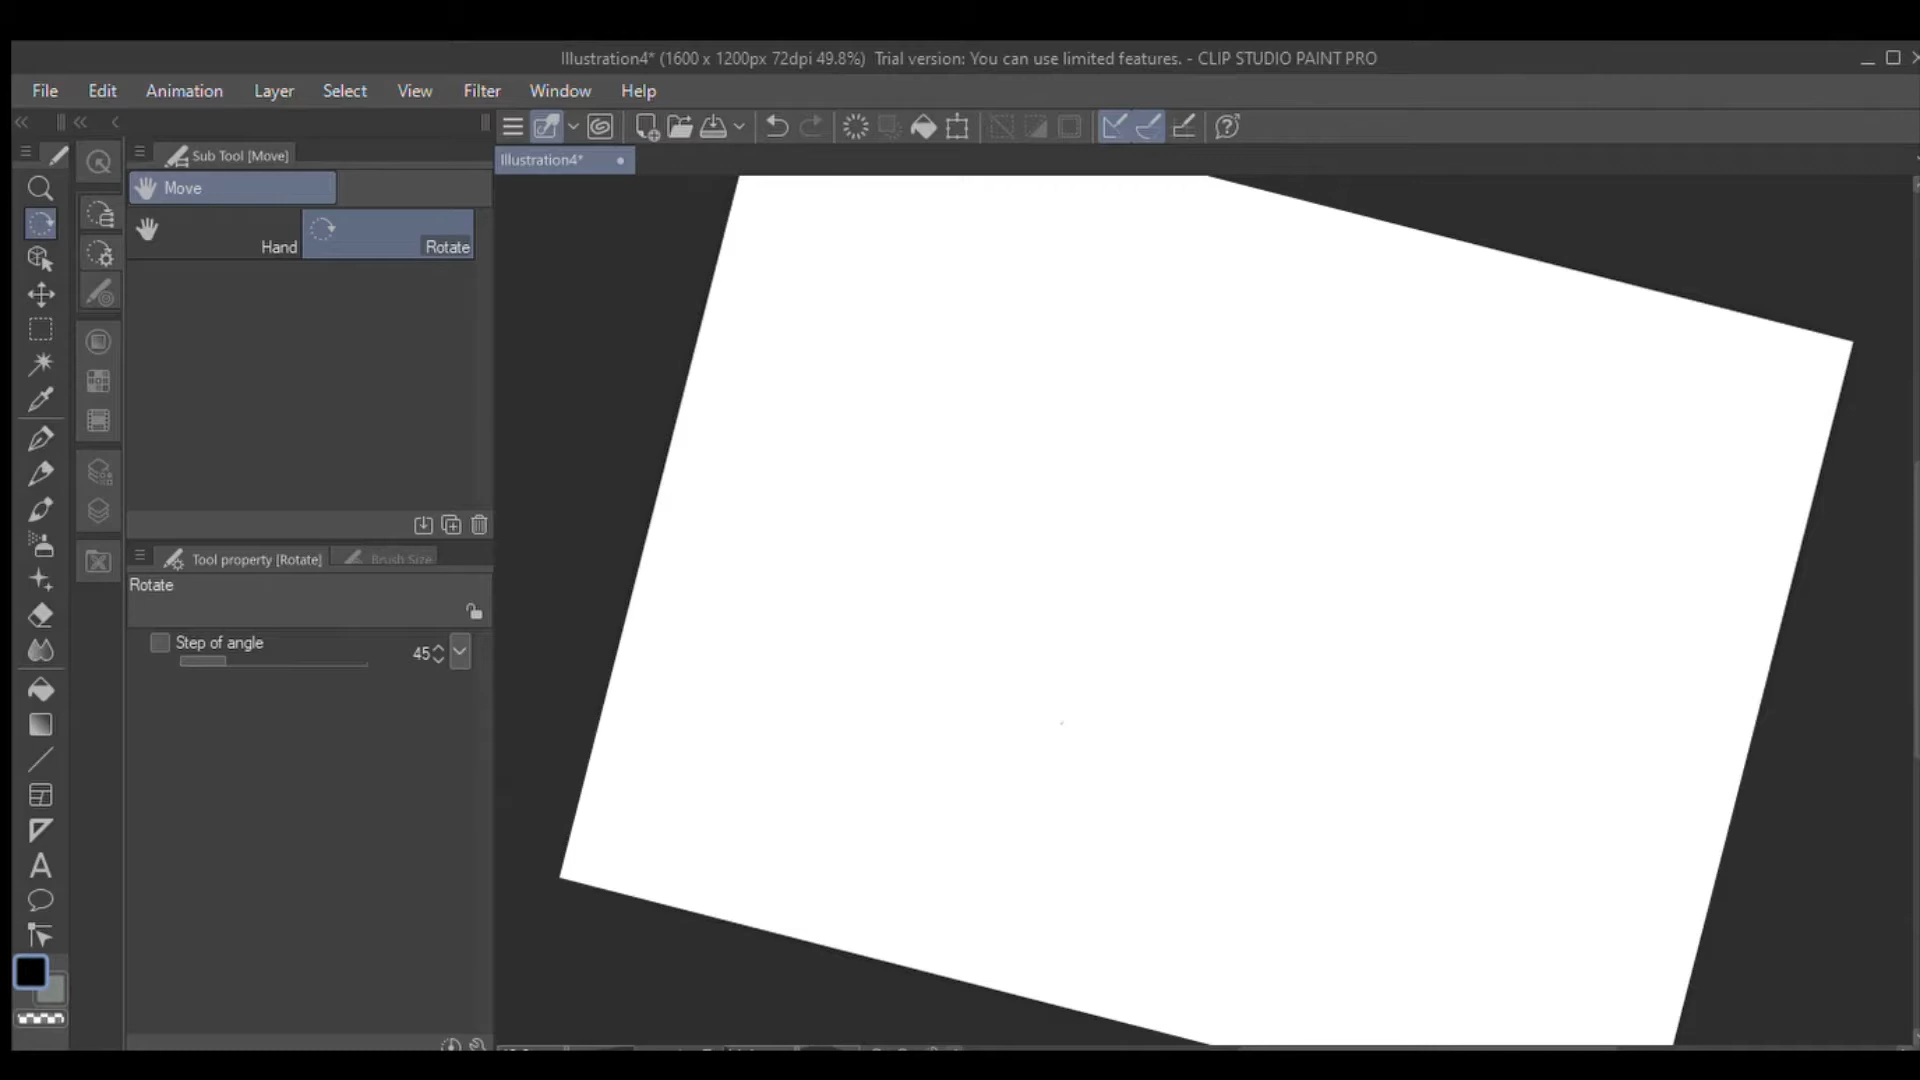 Illustration4* (1600 x 1200px 72dpi 49.8%) Trial version: You can use limited features. - CLIP STUDIO PAINT PRO
File Edit Animation Layer Select View Filter Window Help
Sub Tool [Move]
Illustration4*
Move
Hand
Rotate
Tool property [Rotate]
Brush Size
Rotate
Step of angle
45